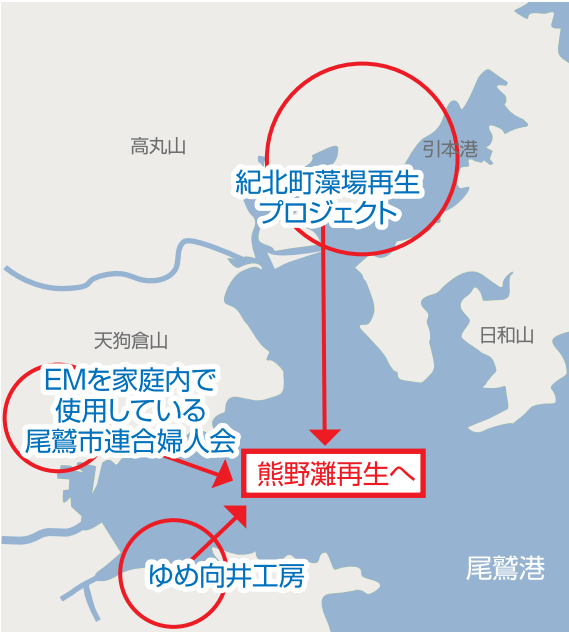 高丸山
引本港
紀北町藻場再生
プロジェクト
天狗倉山
日和山
EMを家庭内で
使用している
尾鷲市連合婦人会
熊野灘再生へ
ゆめ向井工房
尾鷲港